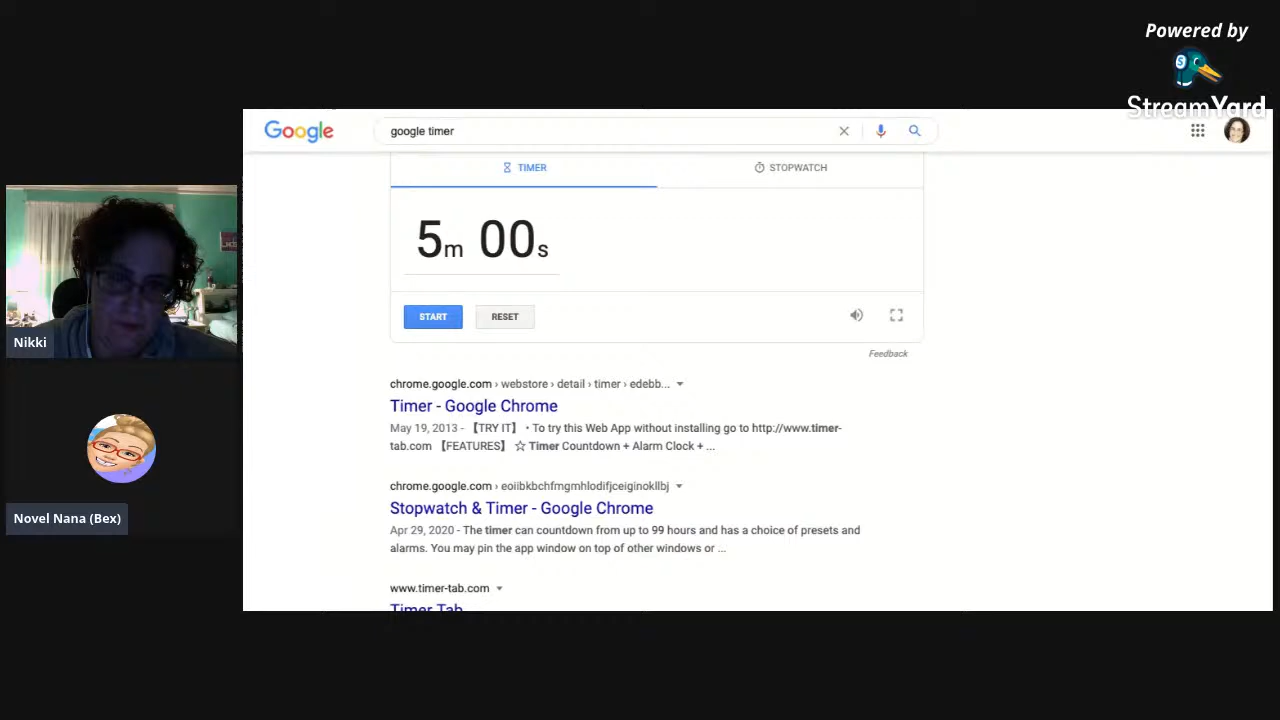 Powered by
StreamYard
Google
google timer
TIMER
STOPWATCH
5m 00s
START
RESET
Feedback
chrome.google.com › webstore › detail › timer › edebb...
Timer - Google Chrome
May 19, 2013 - 【TRY IT】 • To try this Web App without installing go to http://www.timer-
tab.com 【FEATURES】 ☆ Timer Countdown + Alarm Clock + ...
chrome.google.com › eoiibkbchfmgmhlodifjceiginokllbj
Stopwatch & Timer - Google Chrome
Apr 29, 2020 - The timer can countdown from up to 99 hours and has a choice of presets and
alarms. You may pin the app window on top of other windows or ...
www.timer-tab.com
Timer Tab
Nikki
Novel Nana (Bex)